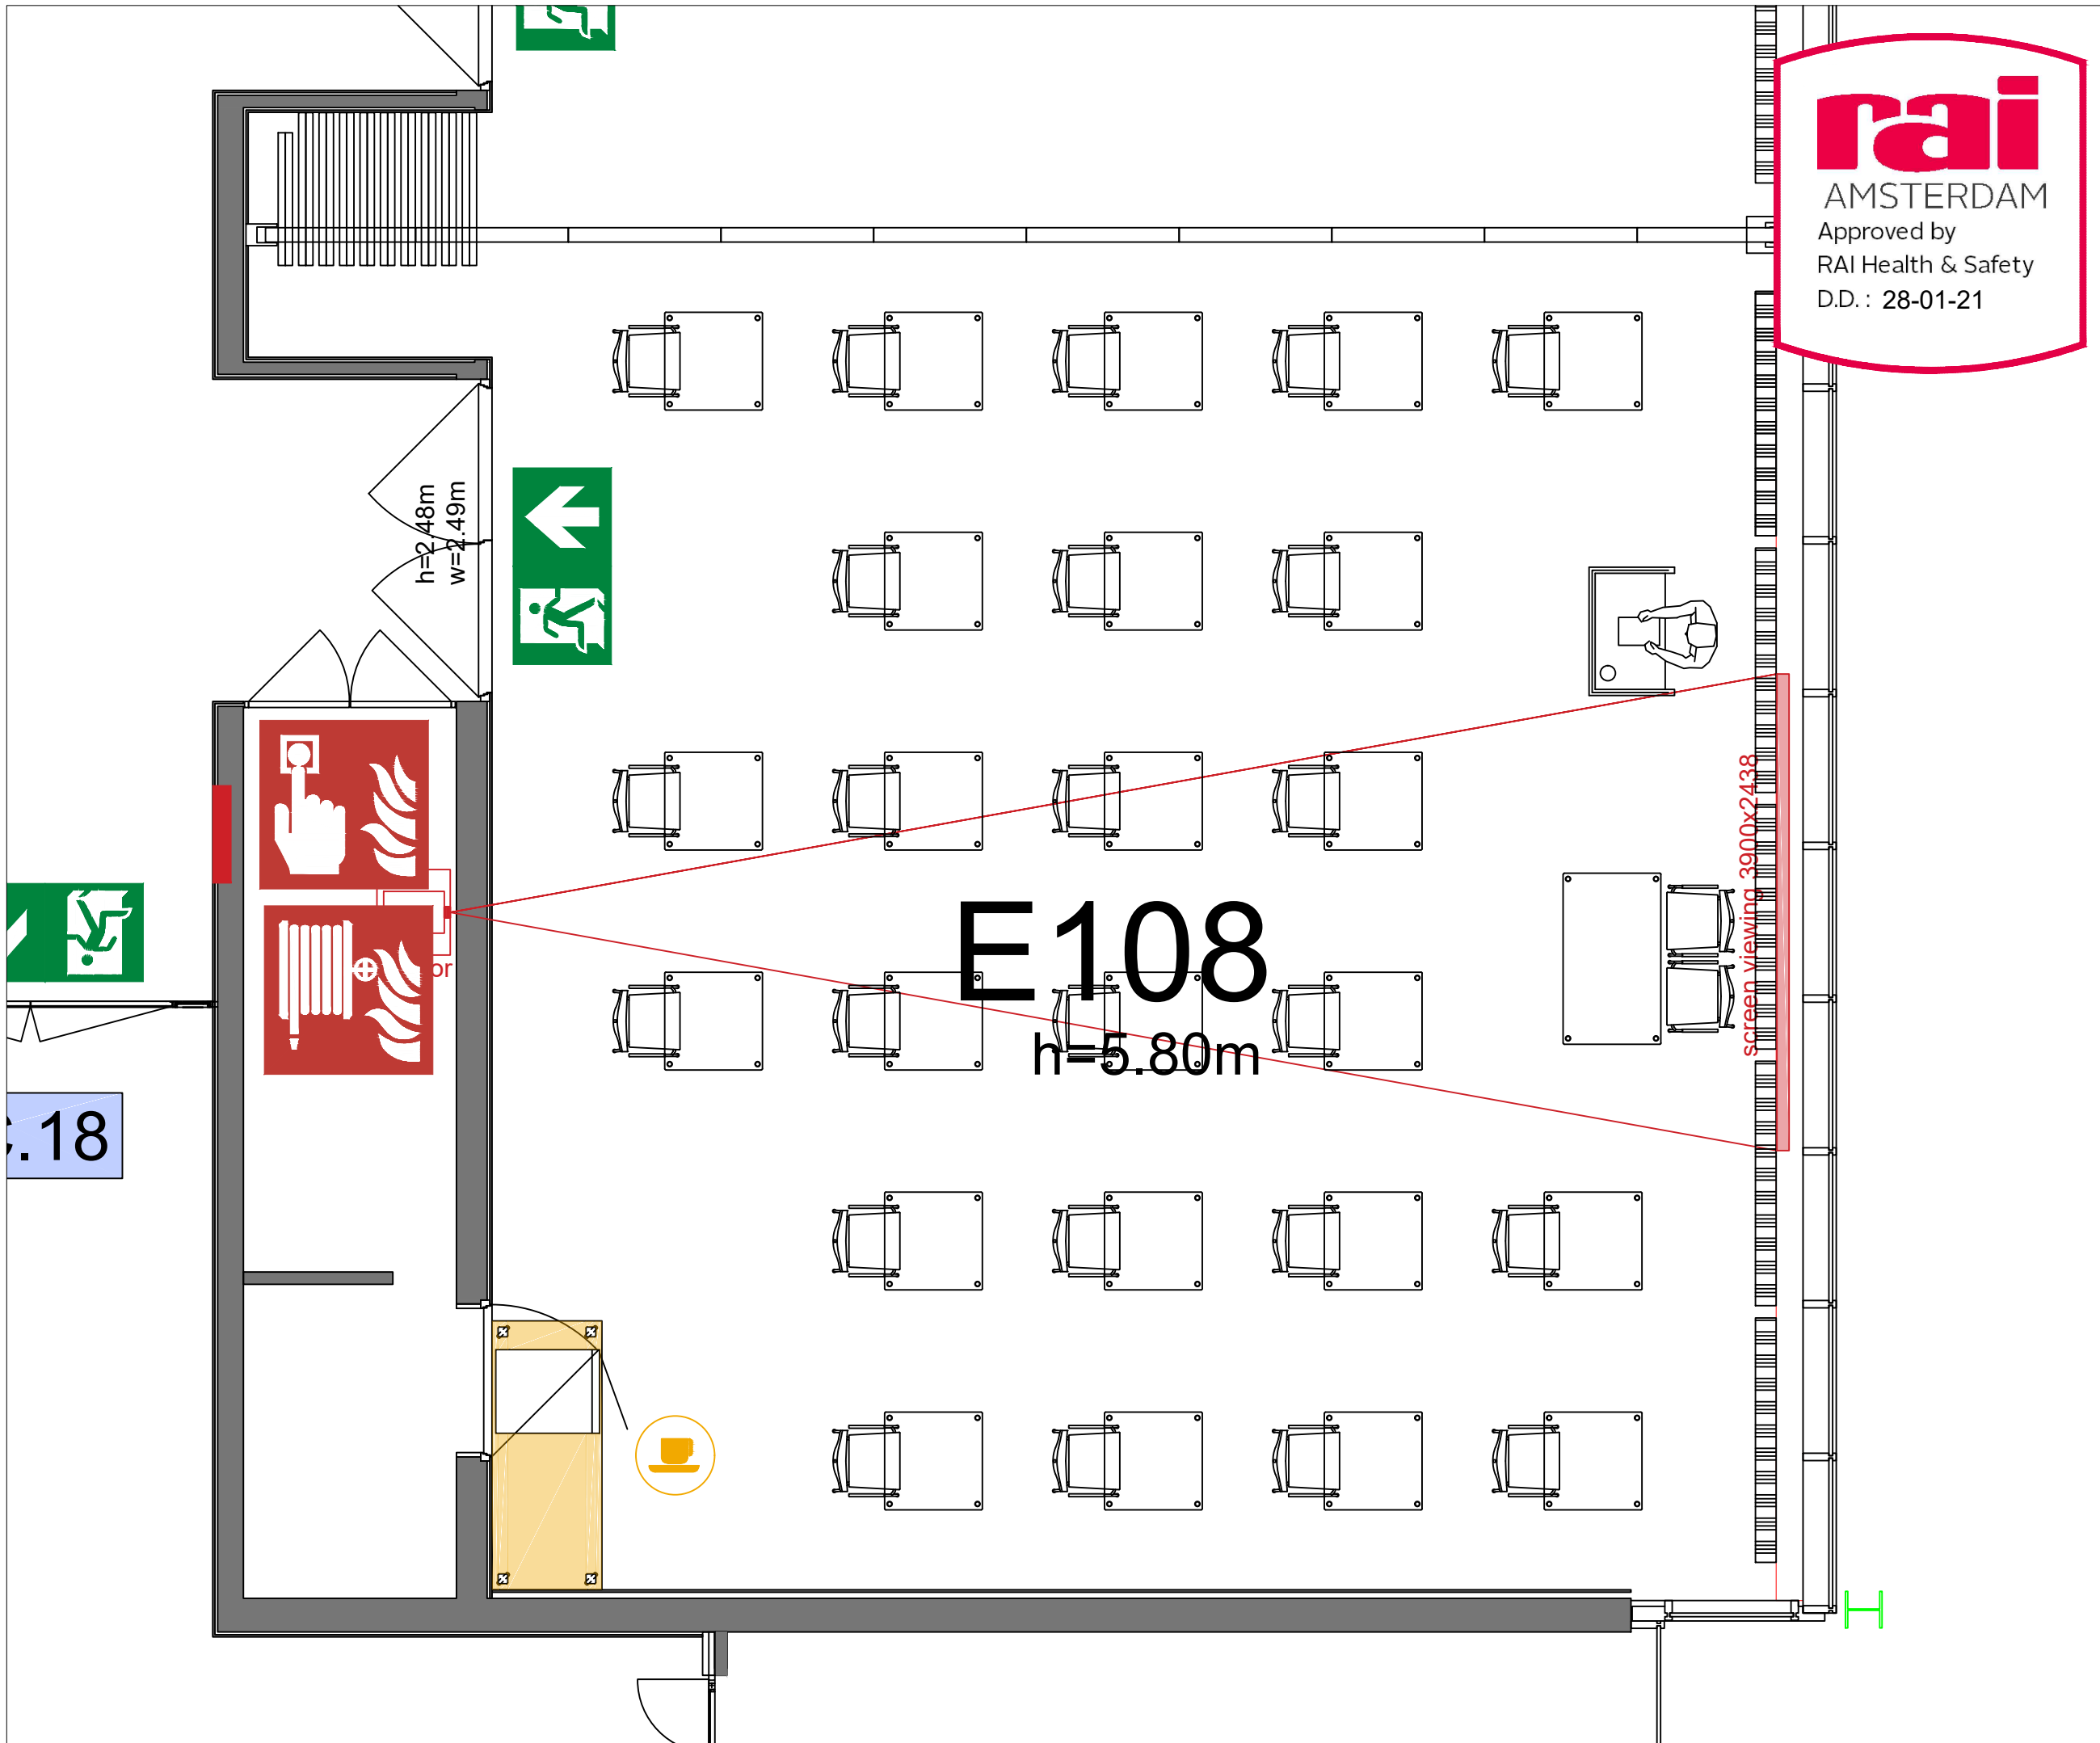 rai
AMSTERDAM
Approved by
RAI Health & Safety
D.D. : 28-01-21
h=2.48m
w=2.49m
screen viewing 3900x2438
E108
h=5.80m
.18
or
H